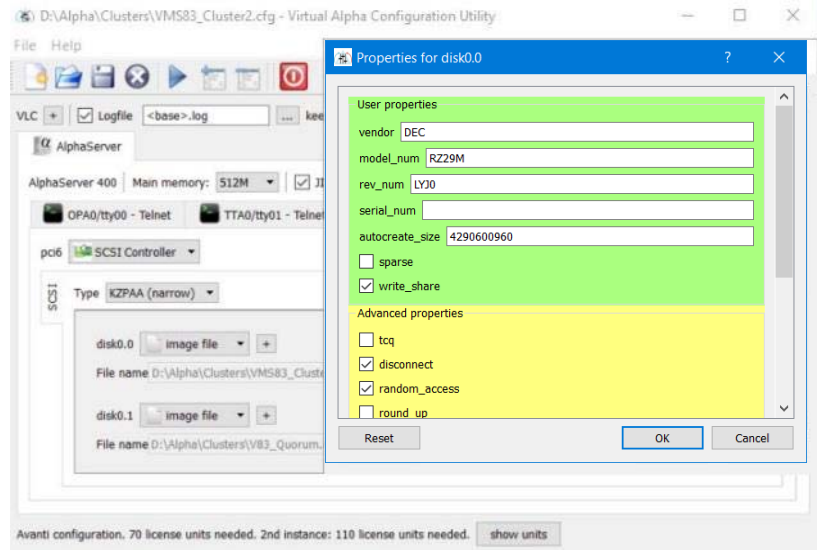 D:\Alpha\Clusters\VMS83_Cluster2.cfg - Virtual Alpha Configuration Utility
File Help
VLC + Logfile <base>.log ... kee
α AlphaServer
AlphaServer 400 Main memory: 512M JI
OPA0/tty00 - Telnet TTA0/tty01 - Telnet
pci6 SCSI Controller
SCSI
Type KZPAA (narrow)
disk0.0 image file +
File name D:\Alpha\Clusters\VMS83_Cluste
disk0.1 image file +
File name D:\Alpha\Clusters\V83_Quorum.
Avanti configuration. 70 license units needed. 2nd instance: 110 license units needed. show units
Properties for disk0.0 ?
User properties
vendor DEC
model_num RZ29M
rev_num LYJ0
serial_num
autocreate_size 4290600960
sparse
write_share
Advanced properties
tcq
disconnect
random_access
round_up
Reset OK Cancel